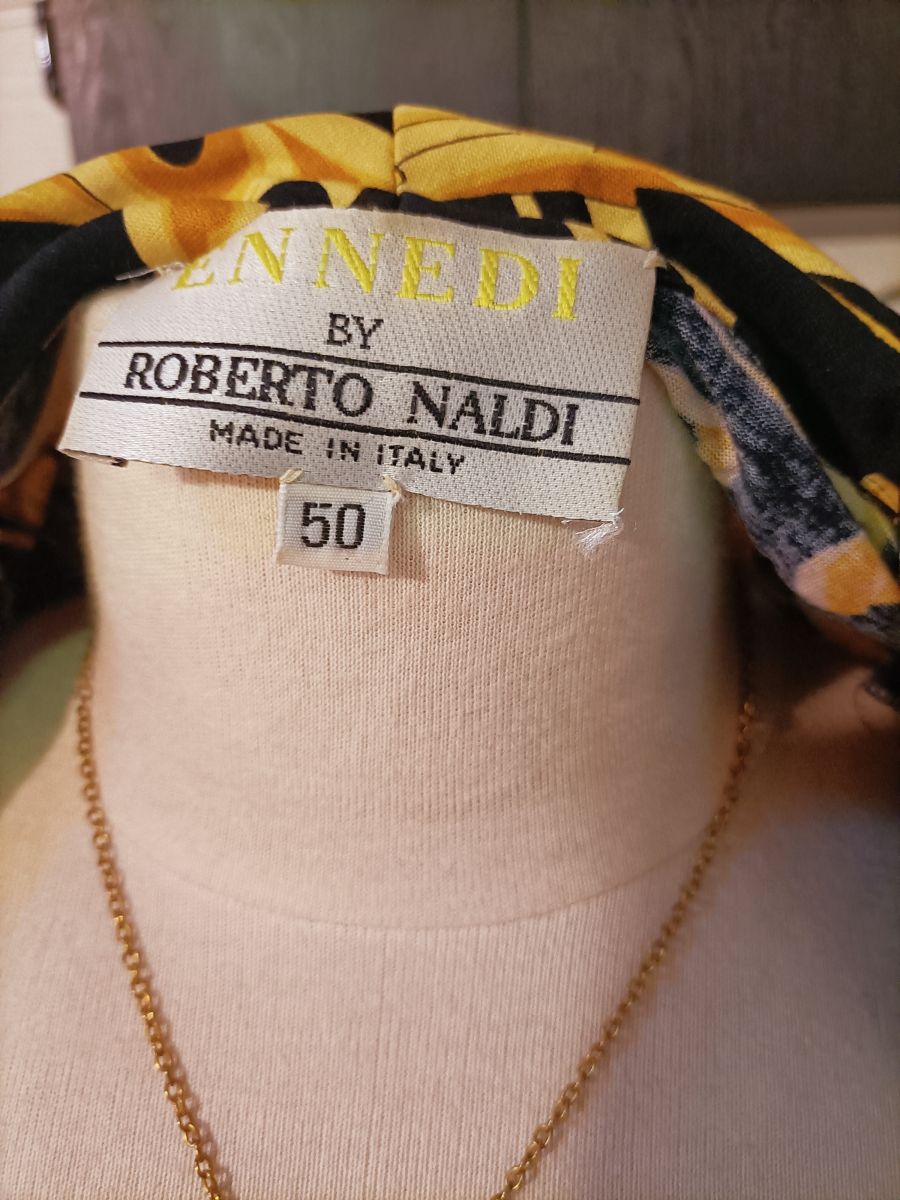 ENNEDI
BY
ROBERTO NALDI
MADE IN ITALY
50